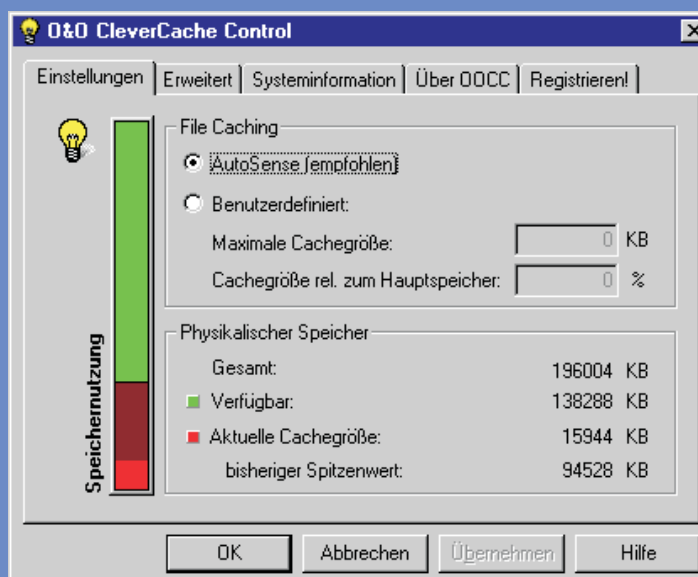 O&O CleverCache Control
Einstellungen Erweitert Systeminformation Über OOCC Registrieren!
File Caching
AutoSense (empfohlen)
Benutzerdefiniert:
Maximale Cachegröße: 0 KB
Cachegröße rel. zum Hauptspeicher: 0 %
Speichernutzung
Physikalischer Speicher
Gesamt: 196004 KB
Verfügbar: 138288 KB
Aktuelle Cachegröße: 15944 KB
bisheriger Spitzenwert: 94528 KB
OK Abbrechen Übernehmen Hilfe